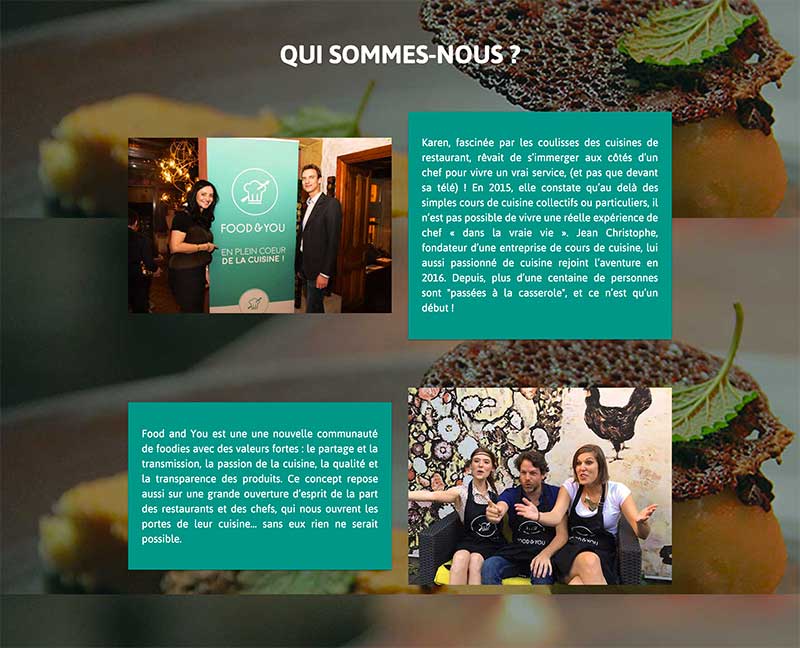 QUI SOMMES-NOUS ?
FOOD & YOU
EN PLEIN COEUR
DE LA CUISINE !
Karen, fascinée par les coulisses des cuisines de
restaurant, rêvait de s'immerger aux côtés d'un
chef pour vivre un vrai service, (et pas que devant
sa télé) ! En 2015, elle constate qu'au delà des
simples cours de cuisine collectifs ou particuliers, il
n'est pas possible de vivre une réelle expérience de
chef « dans la vraie vie ». Jean Christophe,
fondateur d'une entreprise de cours de cuisine, lui
aussi passionné de cuisine rejoint l'aventure en
2016. Depuis, plus d'une centaine de personnes
sont "passées à la casserole", et ce n'est qu'un
début !
Food and You est une une nouvelle communauté
de foodies avec des valeurs fortes : le partage et la
transmission, la passion de la cuisine, la qualité et
la transparence des produits. Ce concept repose
aussi sur une grande ouverture d'esprit de la part
des restaurants et des chefs, qui nous ouvrent les
portes de leur cuisine... sans eux rien ne serait
possible.
FOOD & YOU
FOOD & YOU
FOOD & YOU